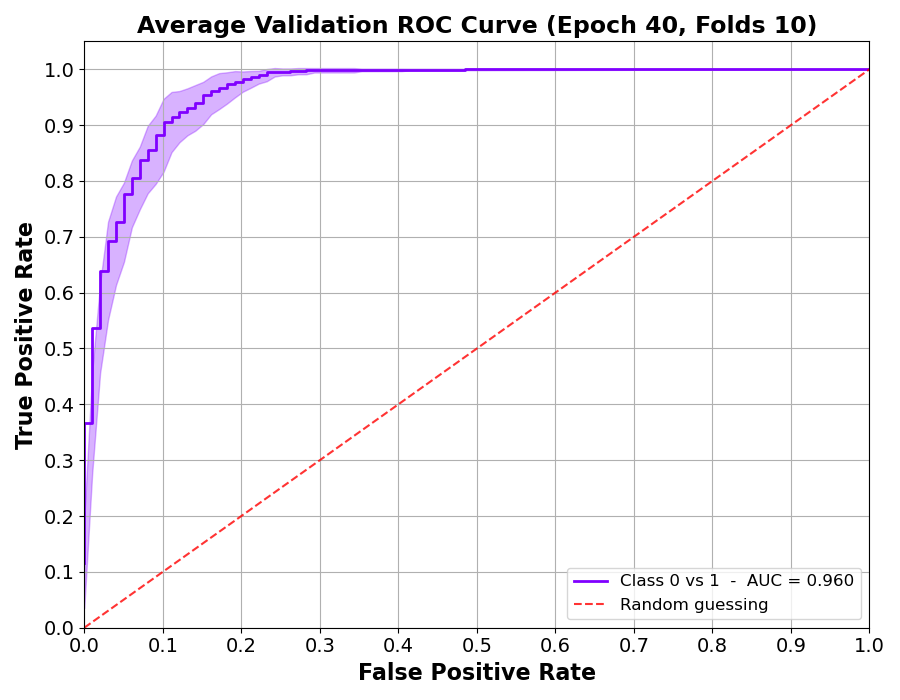 Average Validation ROC Curve (Epoch 40, Folds 10)
True Positive Rate
1.0
0.9
0.8
0.7
0.6
0.5
0.4
0.3
0.2
0.1
0.0
Class 0 vs 1 - AUC = 0.960
Random guessing
0.0 0.1 0.2 0.3 0.4 0.5 0.6 0.7 0.8 0.9 1.0
False Positive Rate